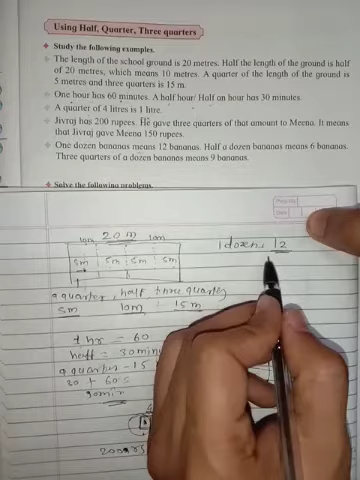 Using Half, Quarter, Three quarters
Study the following examples.
The length of the school ground is 20 metres. Half the length of the ground is half
of 20 metres, which means 10 metres. A quarter of the length of the ground is
5 metres and three quarters is 15 m.
One hour has 60 minutes. A half hour/ Half an hour has 30 minutes.
A quarter of 4 litres is 1 litre.
Jivraj has 200 rupees. He gave three quarters of that amount to Meena. It means
that Jivraj gave Meena 150 rupees.
One dozen bananas means 12 bananas. Half a dozen bananas means 6 bananas.
Three quarters of a dozen bananas means 9 bananas.
Solve the following problems.
Date
10m 20m 10m
1 dozen 12
5m 5m 5m 5m
a quarter, half three quarter
5m 10m 15m
1 hr = 60
half = 30min
a quarter - 15
30 + 60
90min